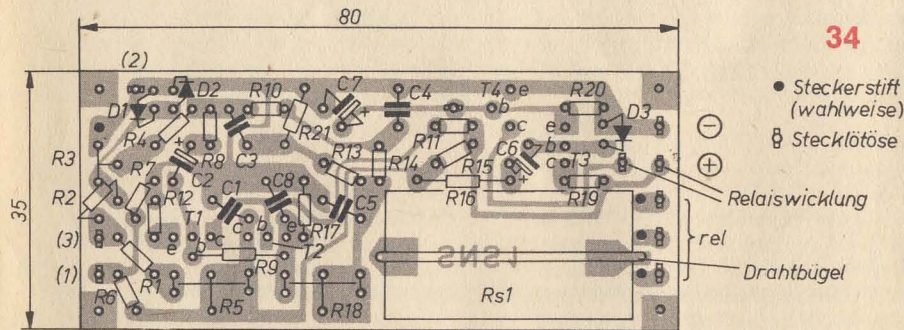 80
34
35
(2)
D1
D2
R10
C7
+
C4
T4
e
b
R20
D3
Steckerstift
(wahlweise)
Stecklötöse
−
+
R4
R8
C3
R21
R11
c
e
b
c
T3
R3
R7
C2
R13
R14
R15
C6
+
R16
R19
Relaiswicklung
R2
R12
C1
C8
C5
T1
c
c
b
e
R17
T2
rel
(3)
e
b
R9
SNS1
Drahtbügel
(1)
R6
R1
R5
R18
Rs1